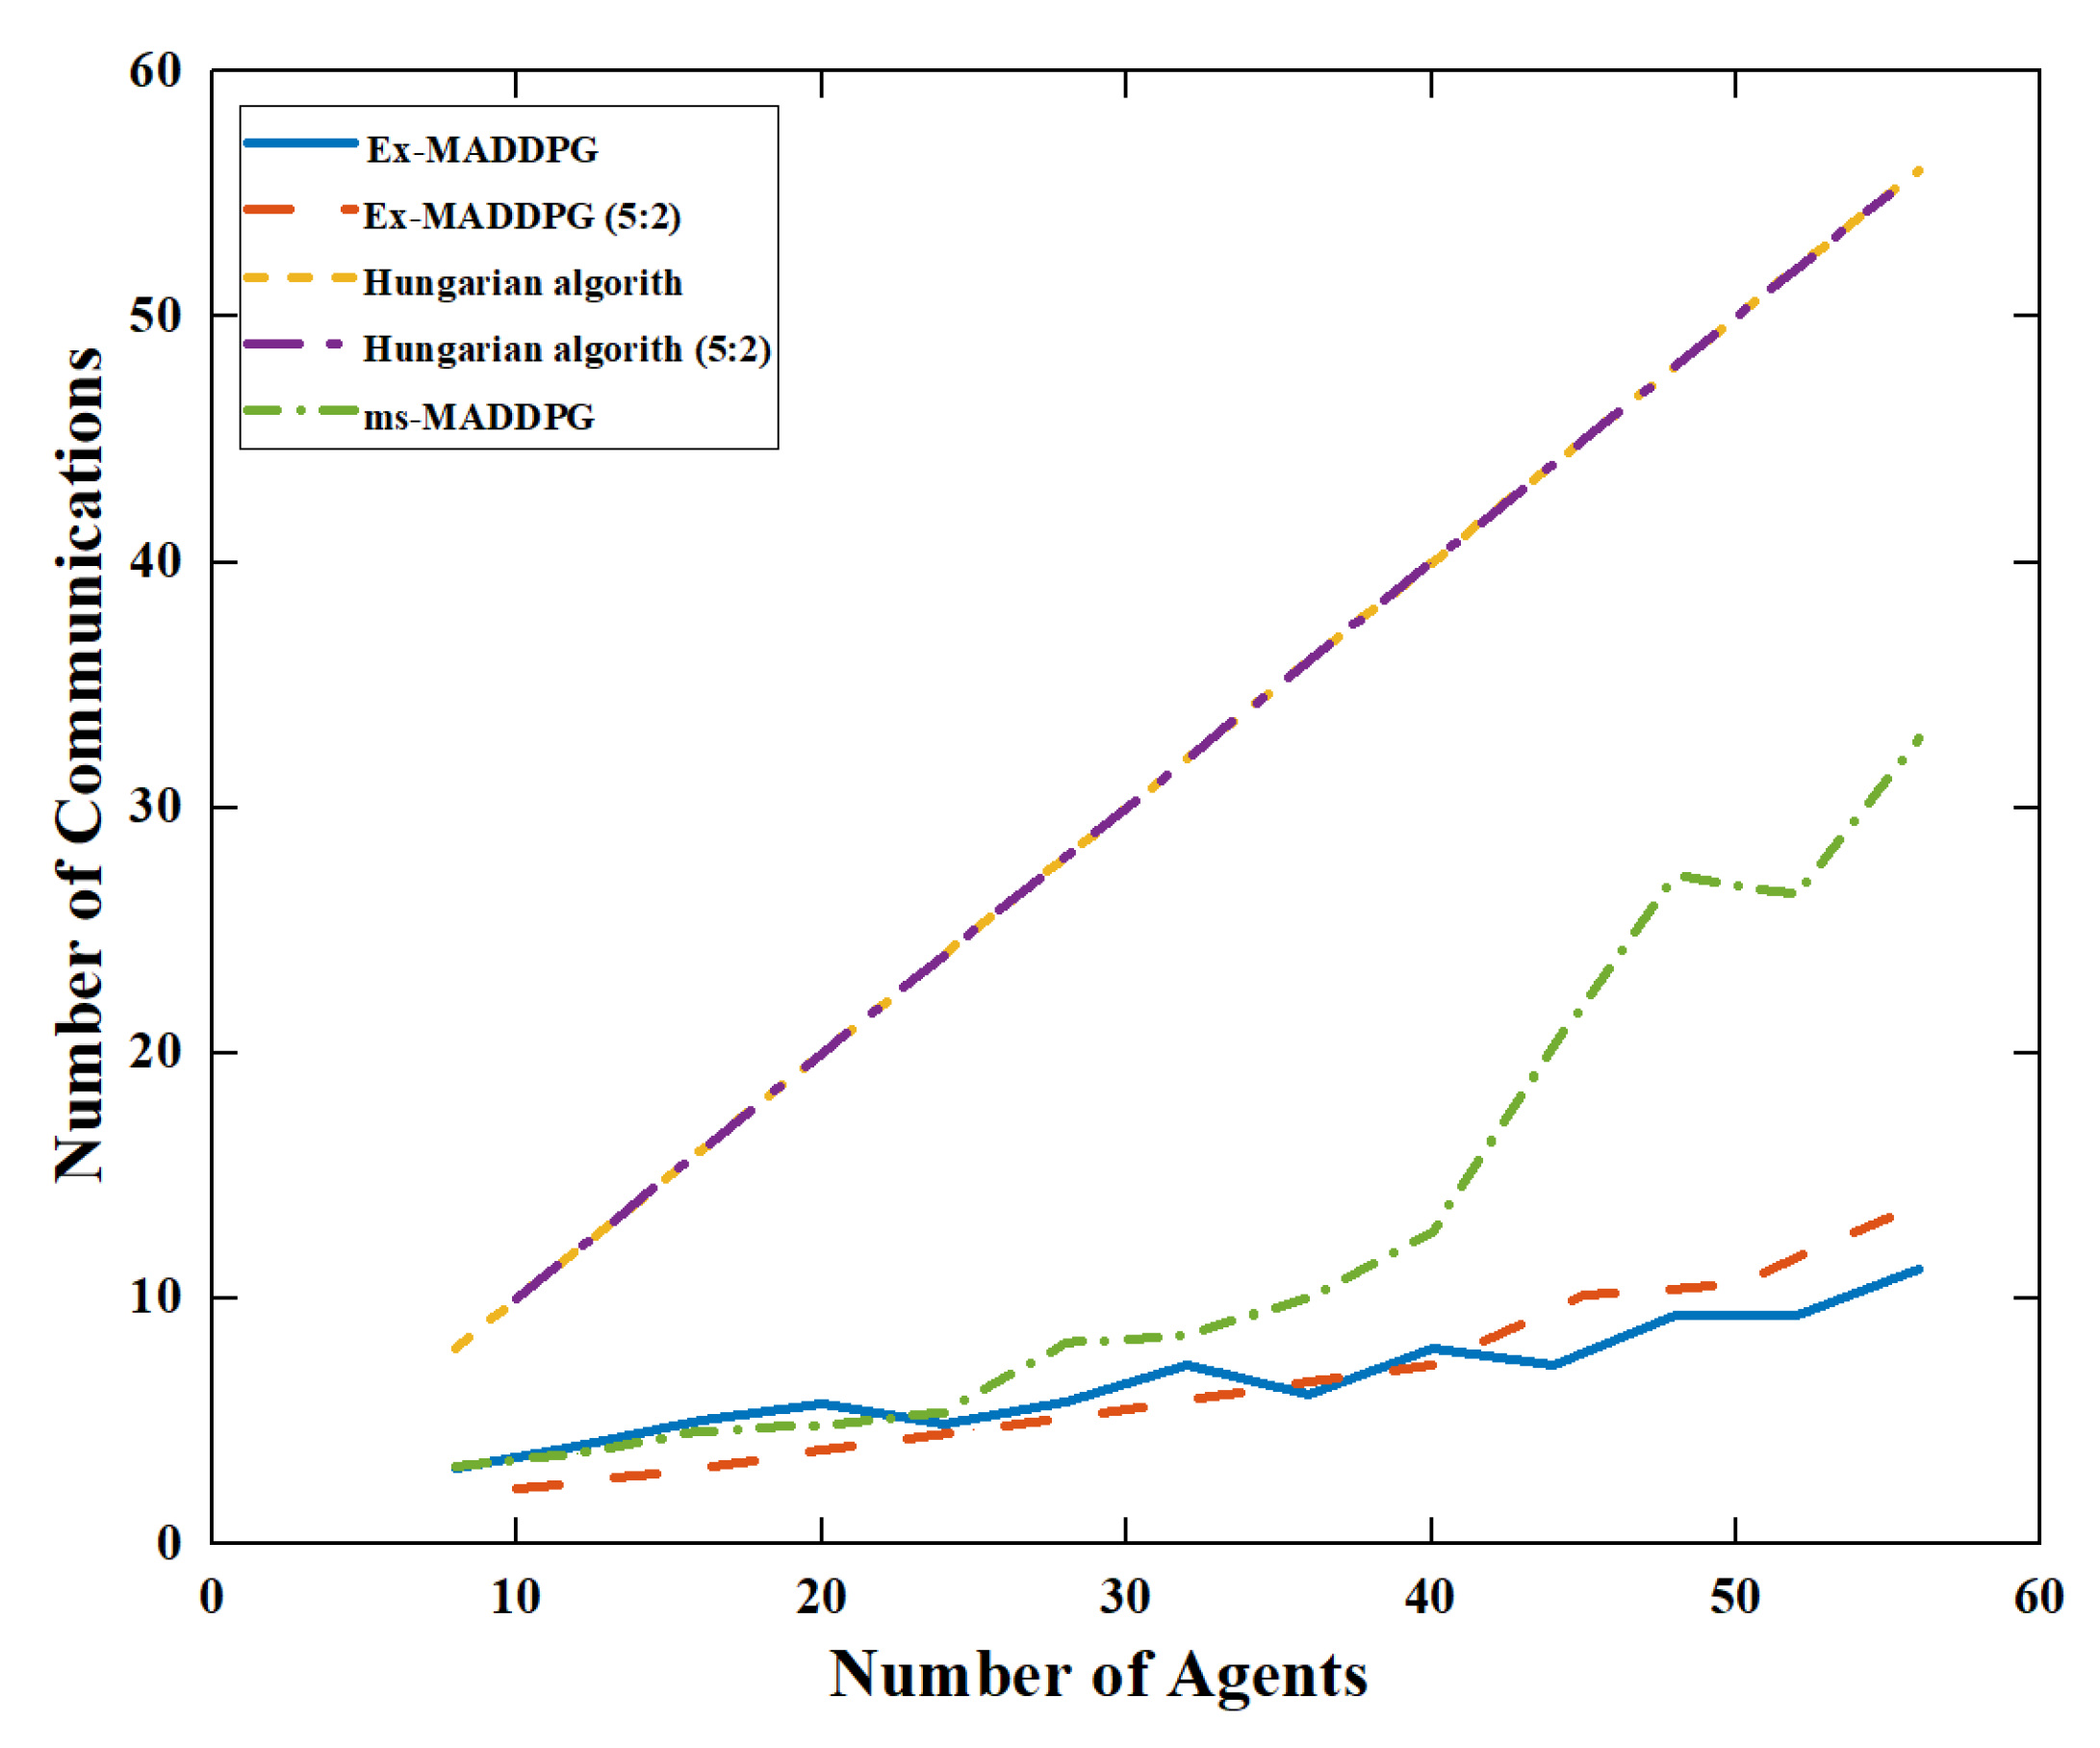 60
50
40
30
20
10
0
Number of Communications
Ex-MADDPG
Ex-MADDPG (5:2)
Hungarian algorith
Hungarian algorith (5:2)
ms-MADDPG
0 10 20 30 40 50 60
Number of Agents